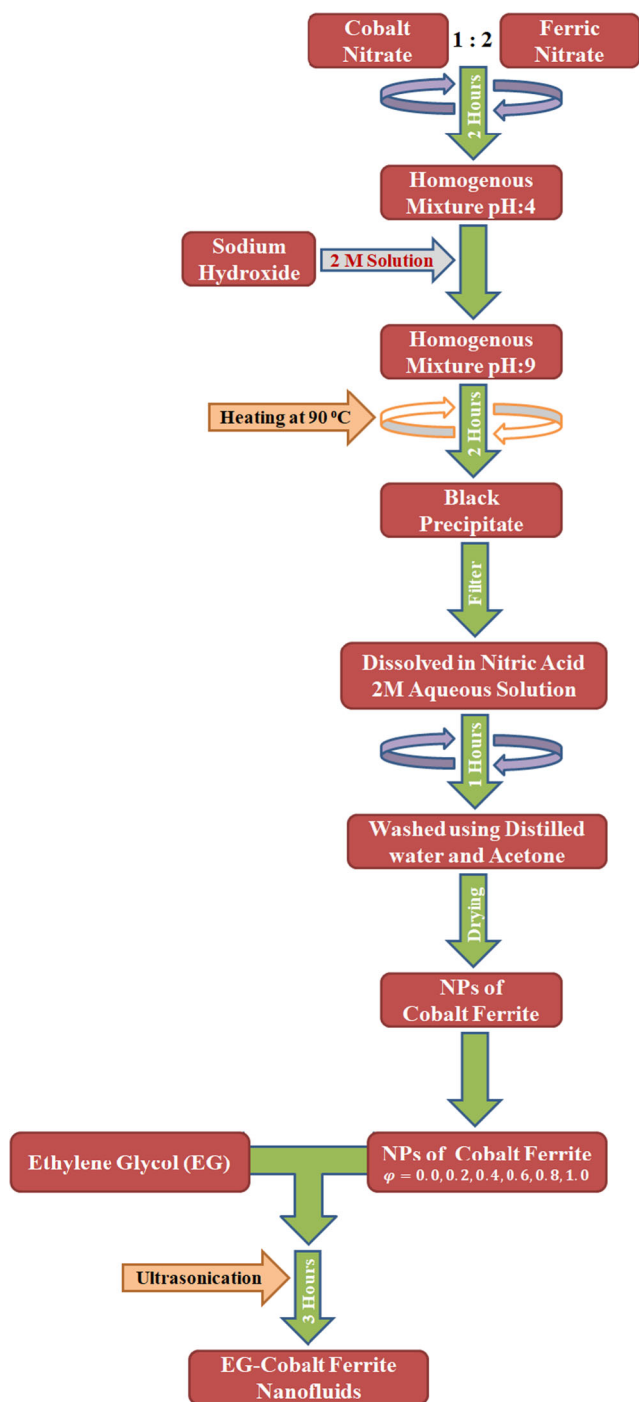 Cobalt
Nitrate
1 : 2
Ferric
Nitrate
2 Hours
Homogenous
Mixture pH:4
Sodium
Hydroxide
2 M Solution
Homogenous
Mixture pH:9
Heating at 90 ⁰C
2 Hours
Black
Precipitate
Filter
Dissolved in Nitric Acid
2M Aqueous Solution
1 Hours
Washed using Distilled
water and Acetone
Drying
NPs of
Cobalt Ferrite
Ethylene Glycol (EG)
NPs of Cobalt Ferrite
φ = 0.0, 0.2, 0.4, 0.6, 0.8, 1.0
Ultrasonication
3 Hours
EG-Cobalt Ferrite
Nanofluids